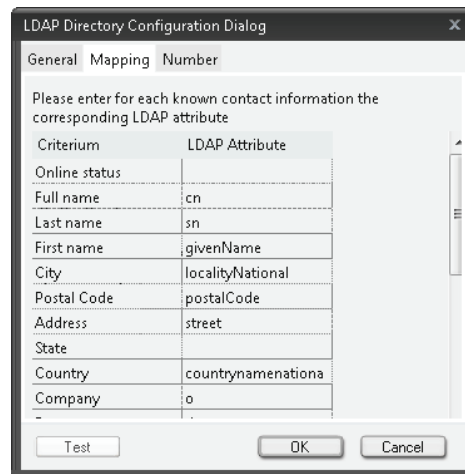 LDAP Directory Configuration Dialog x
General Mapping Number
Please enter for each known contact information the
corresponding LDAP attribute
Criterium LDAP Attribute
Online status
Full name cn
Last name sn
First name givenName
City localityNational
Postal Code postalCode
Address street
State
Country countrynamenationa
Company o
Test OK Cancel